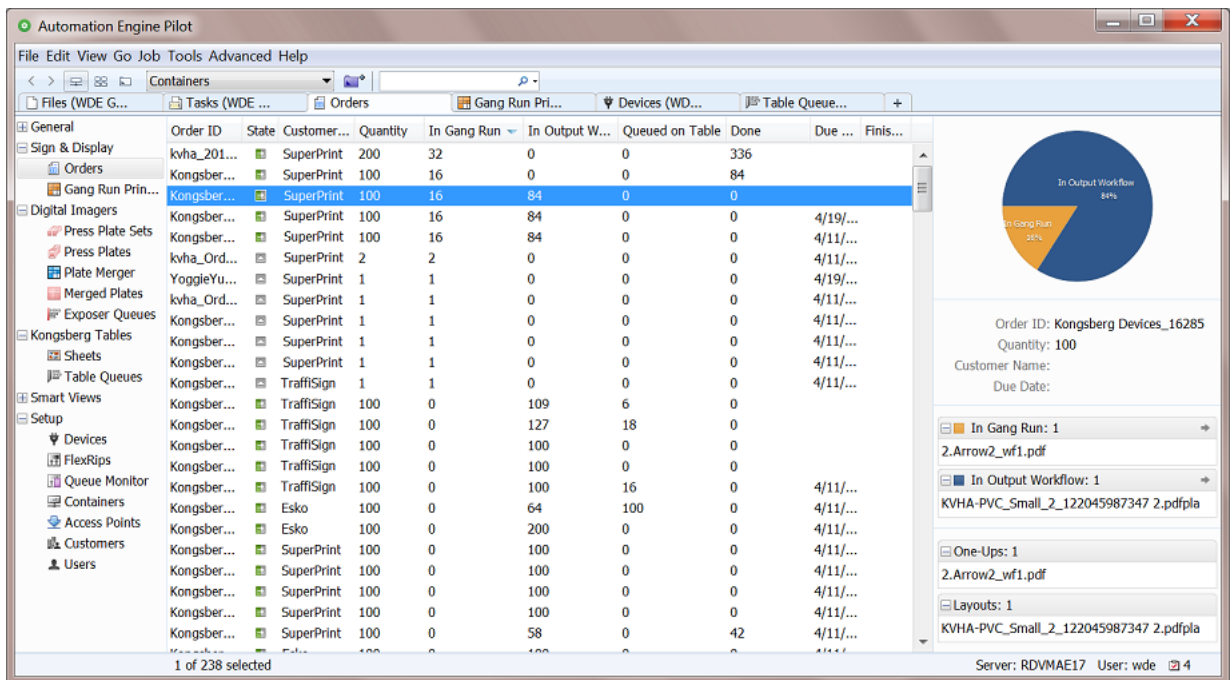 Automation Engine Pilot
File Edit View Go Job Tools Advanced Help
Containers
Files (WDE G... Tasks (WDE ... Orders Gang Run Pri... Devices (WD... Table Queue... +
General
Sign & Display
Orders
Gang Run Prin...
Digital Imagers
Press Plate Sets
Press Plates
Plate Merger
Merged Plates
Exposer Queues
Kongsberg Tables
Sheets
Table Queues
Smart Views
Setup
Devices
FlexRips
Queue Monitor
Containers
Access Points
Customers
Users
Order ID State Customer... Quantity In Gang Run In Output W... Queued on Table Done Due ... Finis...
kvha_201... SuperPrint 200 32 0 0 336
Kongsber... SuperPrint 100 16 0 0 84
Kongsber... SuperPrint 100 16 84 0 0
Kongsber... SuperPrint 100 16 84 0 0 4/19/...
Kongsber... SuperPrint 100 16 84 0 0 4/11/...
kvha_Ord... SuperPrint 2 2 0 0 0 4/11/...
YoggieYu... SuperPrint 1 1 0 0 0 4/19/...
kvha_Ord... SuperPrint 1 1 0 0 0 4/11/...
Kongsber... SuperPrint 1 1 0 0 0 4/11/...
Kongsber... SuperPrint 1 1 0 0 0 4/11/...
Kongsber... SuperPrint 1 1 0 0 0 4/11/...
Kongsber... TraffiSign 1 1 0 0 0 4/11/...
Kongsber... TraffiSign 100 0 109 6 0
Kongsber... TraffiSign 100 0 127 18 0
Kongsber... TraffiSign 100 0 100 0 0
Kongsber... TraffiSign 100 0 100 0 0
Kongsber... TraffiSign 100 0 100 16 0 4/11/...
Kongsber... Esko 100 0 64 100 0 4/11/...
Kongsber... Esko 100 0 200 0 0 4/11/...
Kongsber... SuperPrint 100 0 100 0 0 4/11/...
Kongsber... SuperPrint 100 0 100 0 0 4/11/...
Kongsber... SuperPrint 100 0 100 0 0 4/11/...
Kongsber... SuperPrint 100 0 100 0 0 4/11/...
Kongsber... SuperPrint 100 0 58 0 42 4/11/...
In Output Workflow
84%
In Gang Run
16%
Order ID: Kongsberg Devices_16285
Quantity: 100
Customer Name:
Due Date:
In Gang Run: 1
2.Arrow2_wf1.pdf
In Output Workflow: 1
KVHA-PVC_Small_2_122045987347 2.pdfpla
One-Ups: 1
2.Arrow2_wf1.pdf
Layouts: 1
KVHA-PVC_Small_2_122045987347 2.pdfpla
1 of 238 selected
Server: RDVMAE17 User: wde 4